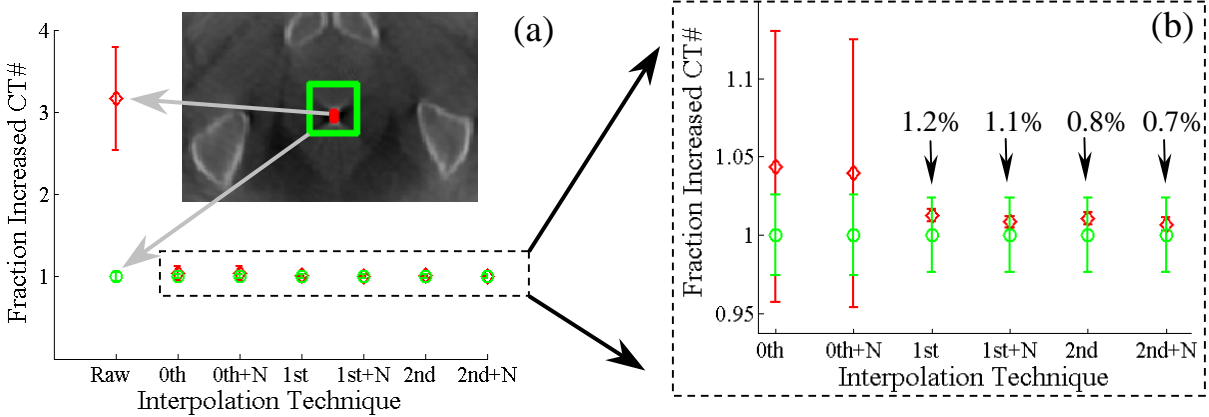 (a)
Fraction Increased CT#
4
3
2
1
Raw 0th 0th+N 1st 1st+N 2nd 2nd+N
Interpolation Technique
(b)
Fraction Increased CT#
1.1
1.05
1
0.95
1.2% 1.1% 0.8% 0.7%
0th 0th+N 1st 1st+N 2nd 2nd+N
Interpolation Technique